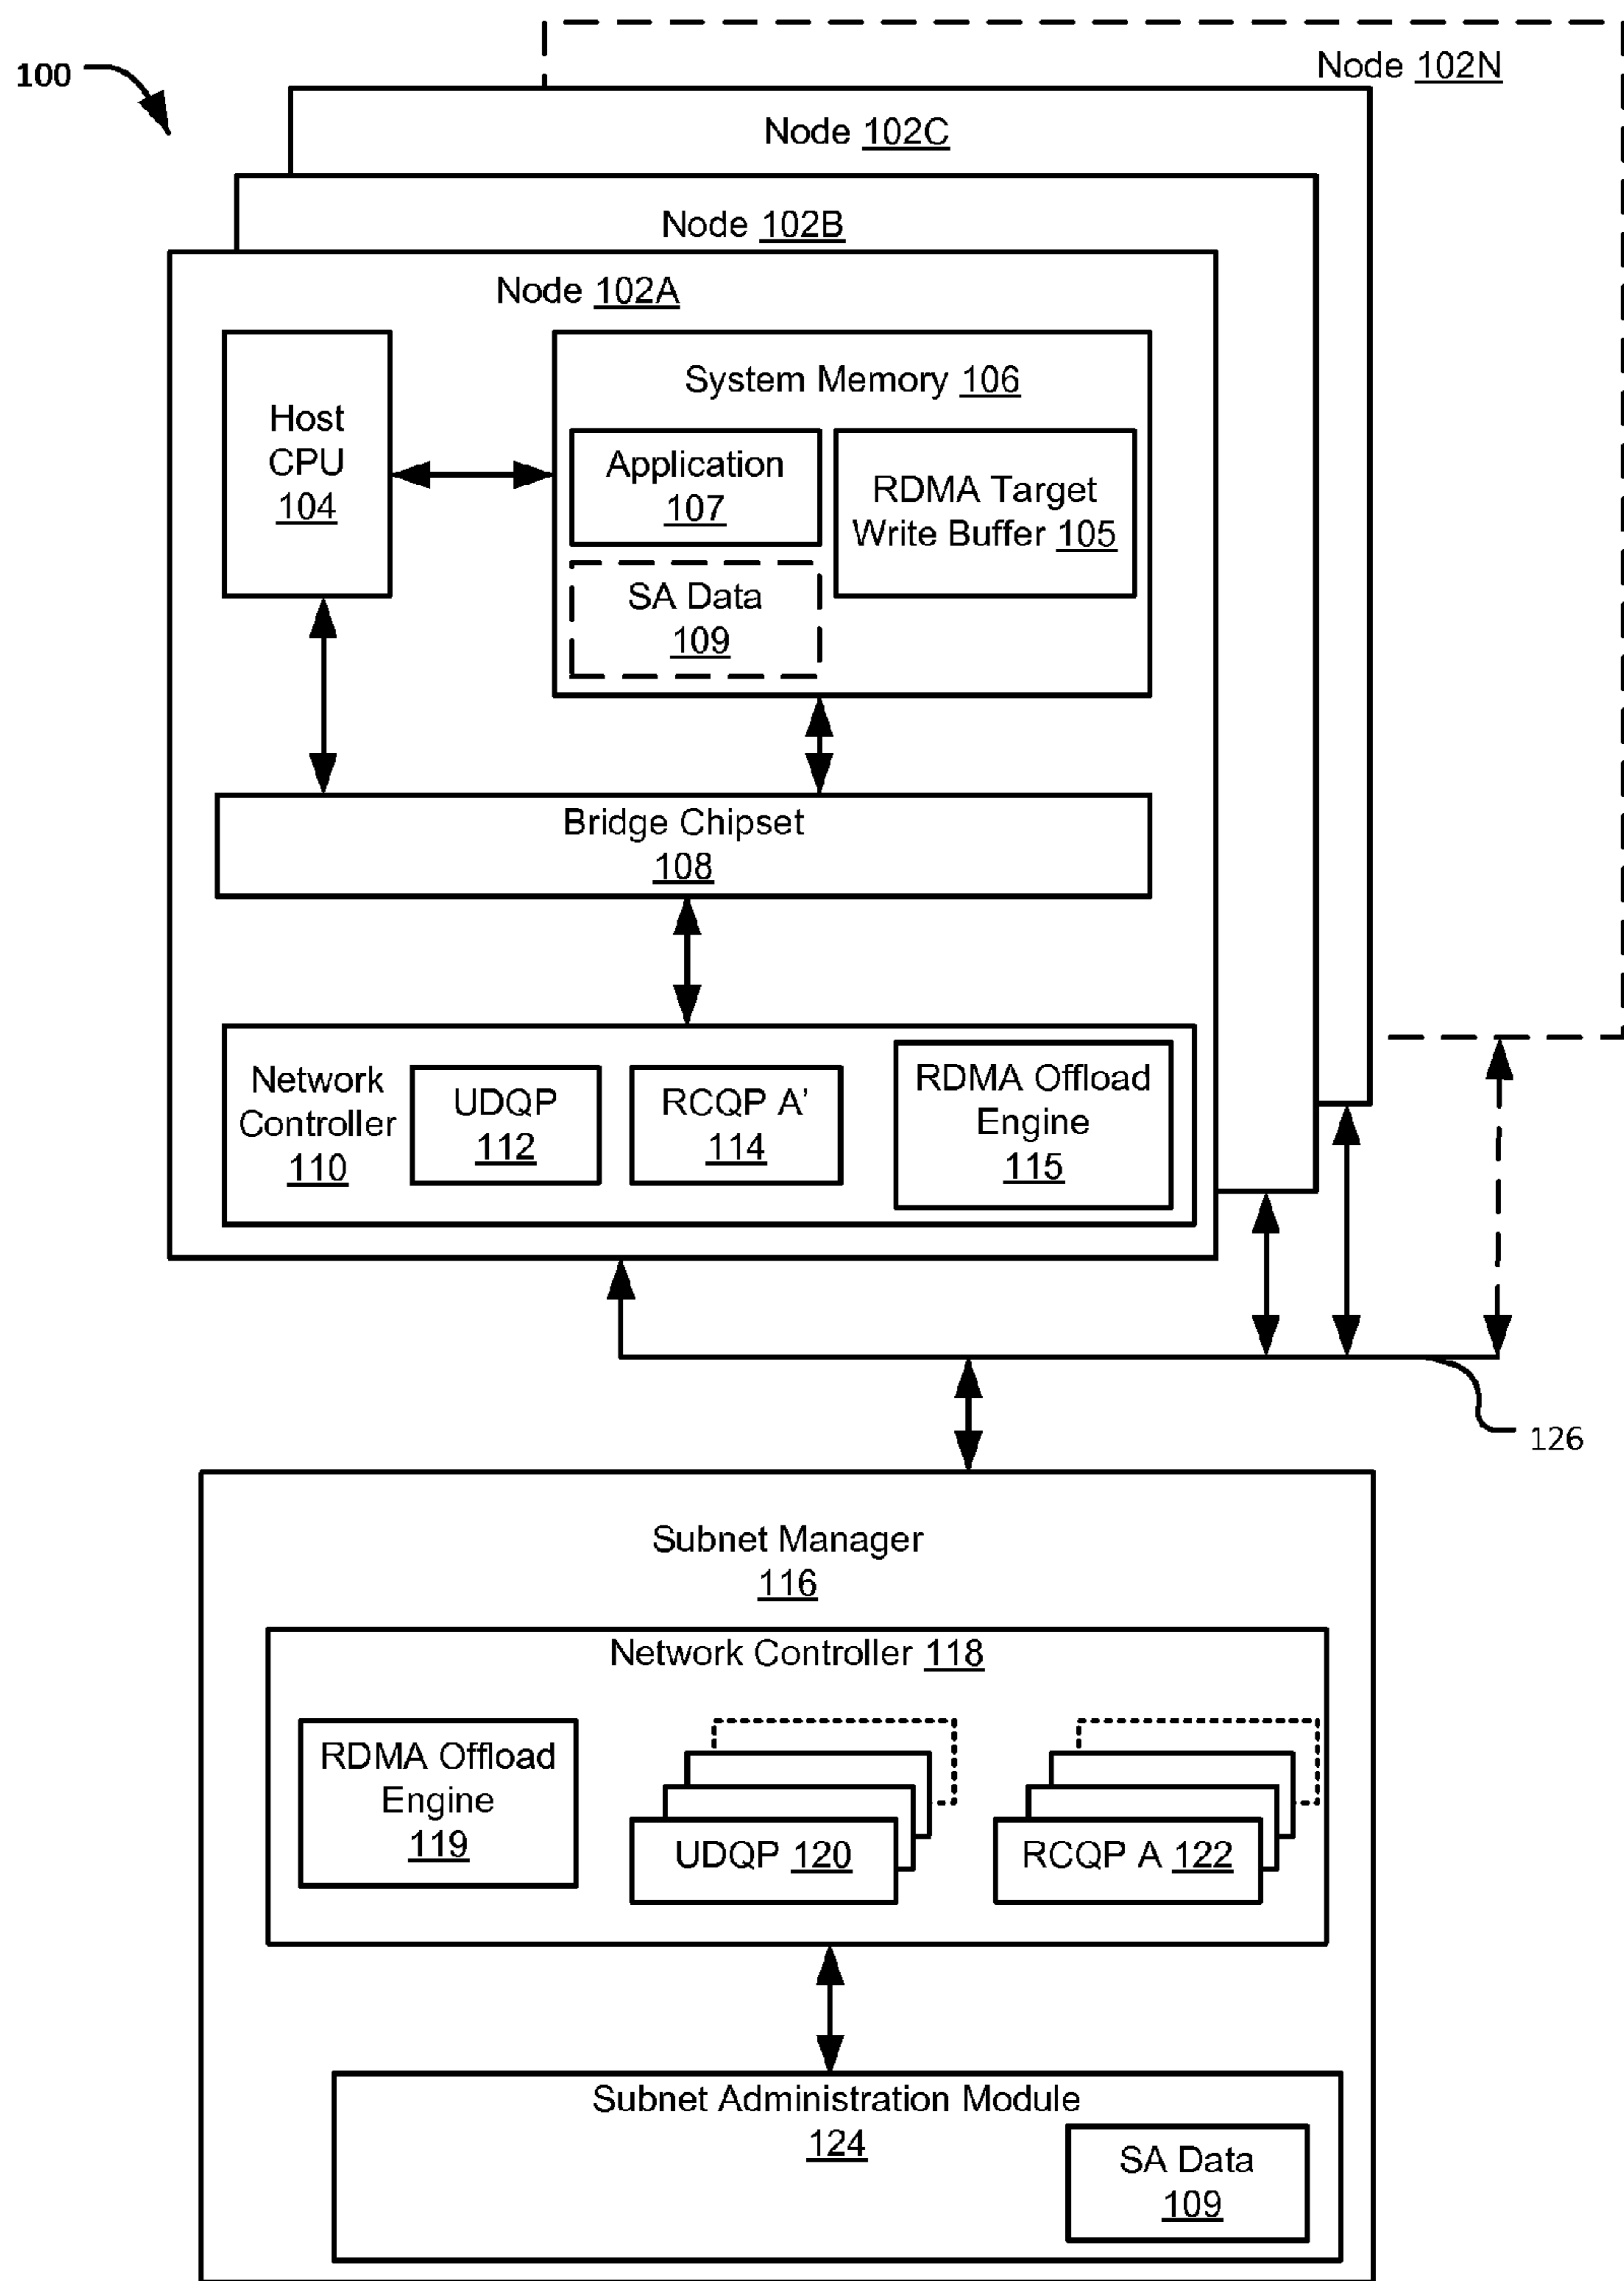 100
Node 102N
Node 102C
Node 102B
Node 102A
Host
CPU
104
System Memory 106
Application
107
RDMA Target
Write Buffer 105
SA Data
109
Bridge Chipset
108
Network
Controller
110
UDQP
112
RCQP A’
114
RDMA Offload
Engine
115
126
Subnet Manager
116
Network Controller 118
RDMA Offload
Engine
119
UDQP 120
RCQP A 122
Subnet Administration Module
124
SA Data
109